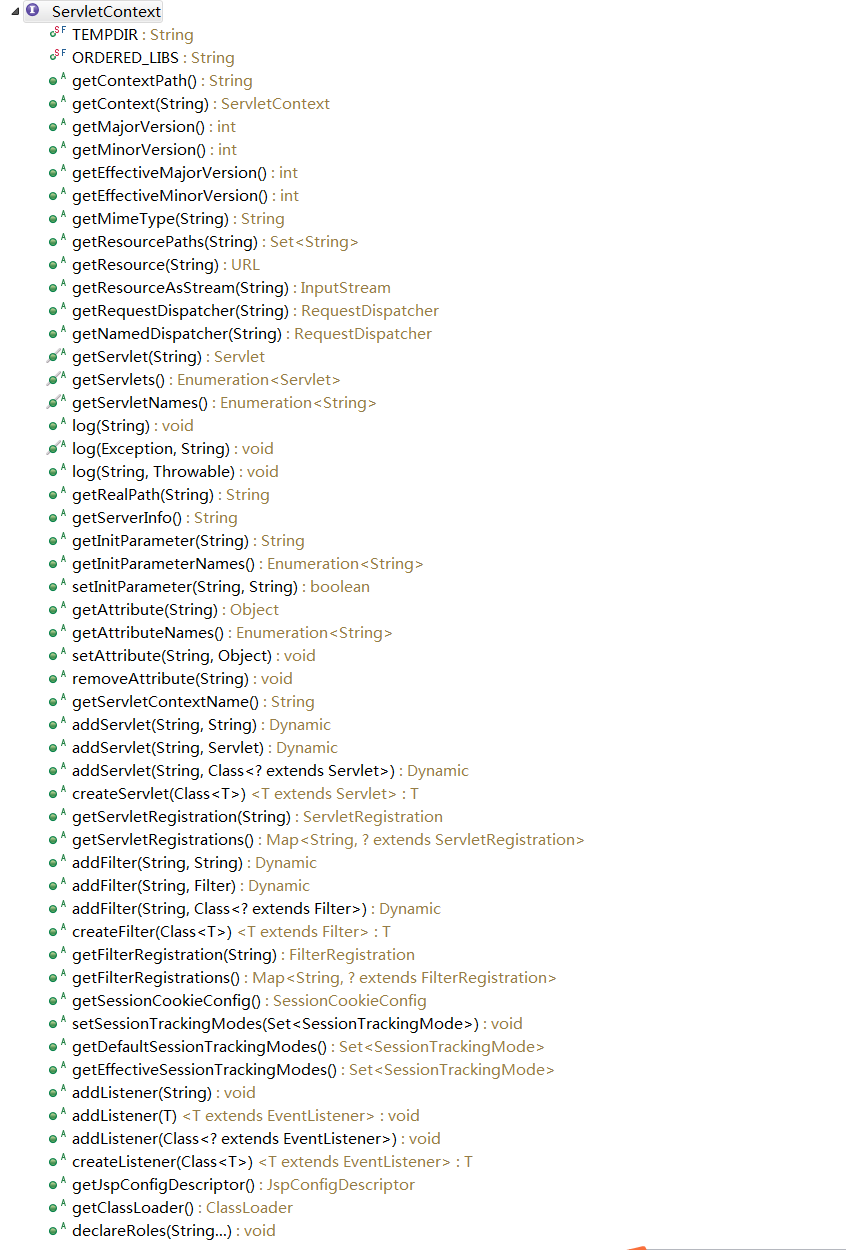 ServletContext
TEMPDIR : String
ORDERED_LIBS : String
getContextPath() : String
getContext(String) : ServletContext
getMajorVersion() : int
getMinorVersion() : int
getEffectiveMajorVersion() : int
getEffectiveMinorVersion() : int
getMimeType(String) : String
getResourcePaths(String) : Set<String>
getResource(String) : URL
getResourceAsStream(String) : InputStream
getRequestDispatcher(String) : RequestDispatcher
getNamedDispatcher(String) : RequestDispatcher
getServlet(String) : Servlet
getServlets() : Enumeration<Servlet>
getServletNames() : Enumeration<String>
log(String) : void
log(Exception, String) : void
log(String, Throwable) : void
getRealPath(String) : String
getServerInfo() : String
getInitParameter(String) : String
getInitParameterNames() : Enumeration<String>
setInitParameter(String, String) : boolean
getAttribute(String) : Object
getAttributeNames() : Enumeration<String>
setAttribute(String, Object) : void
removeAttribute(String) : void
getServletContextName() : String
addServlet(String, String) : Dynamic
addServlet(String, Servlet) : Dynamic
addServlet(String, Class<? extends Servlet>) : Dynamic
createServlet(Class<T>) <T extends Servlet> : T
getServletRegistration(String) : ServletRegistration
getServletRegistrations() : Map<String, ? extends ServletRegistration>
addFilter(String, String) : Dynamic
addFilter(String, Filter) : Dynamic
addFilter(String, Class<? extends Filter>) : Dynamic
createFilter(Class<T>) <T extends Filter> : T
getFilterRegistration(String) : FilterRegistration
getFilterRegistrations() : Map<String, ? extends FilterRegistration>
getSessionCookieConfig() : SessionCookieConfig
setSessionTrackingModes(Set<SessionTrackingMode>) : void
getDefaultSessionTrackingModes() : Set<SessionTrackingMode>
getEffectiveSessionTrackingModes() : Set<SessionTrackingMode>
addListener(String) : void
addListener(T) <T extends EventListener> : void
addListener(Class<? extends EventListener>) : void
createListener(Class<T>) <T extends EventListener> : T
getJspConfigDescriptor() : JspConfigDescriptor
getClassLoader() : ClassLoader
declareRoles(String...) : void